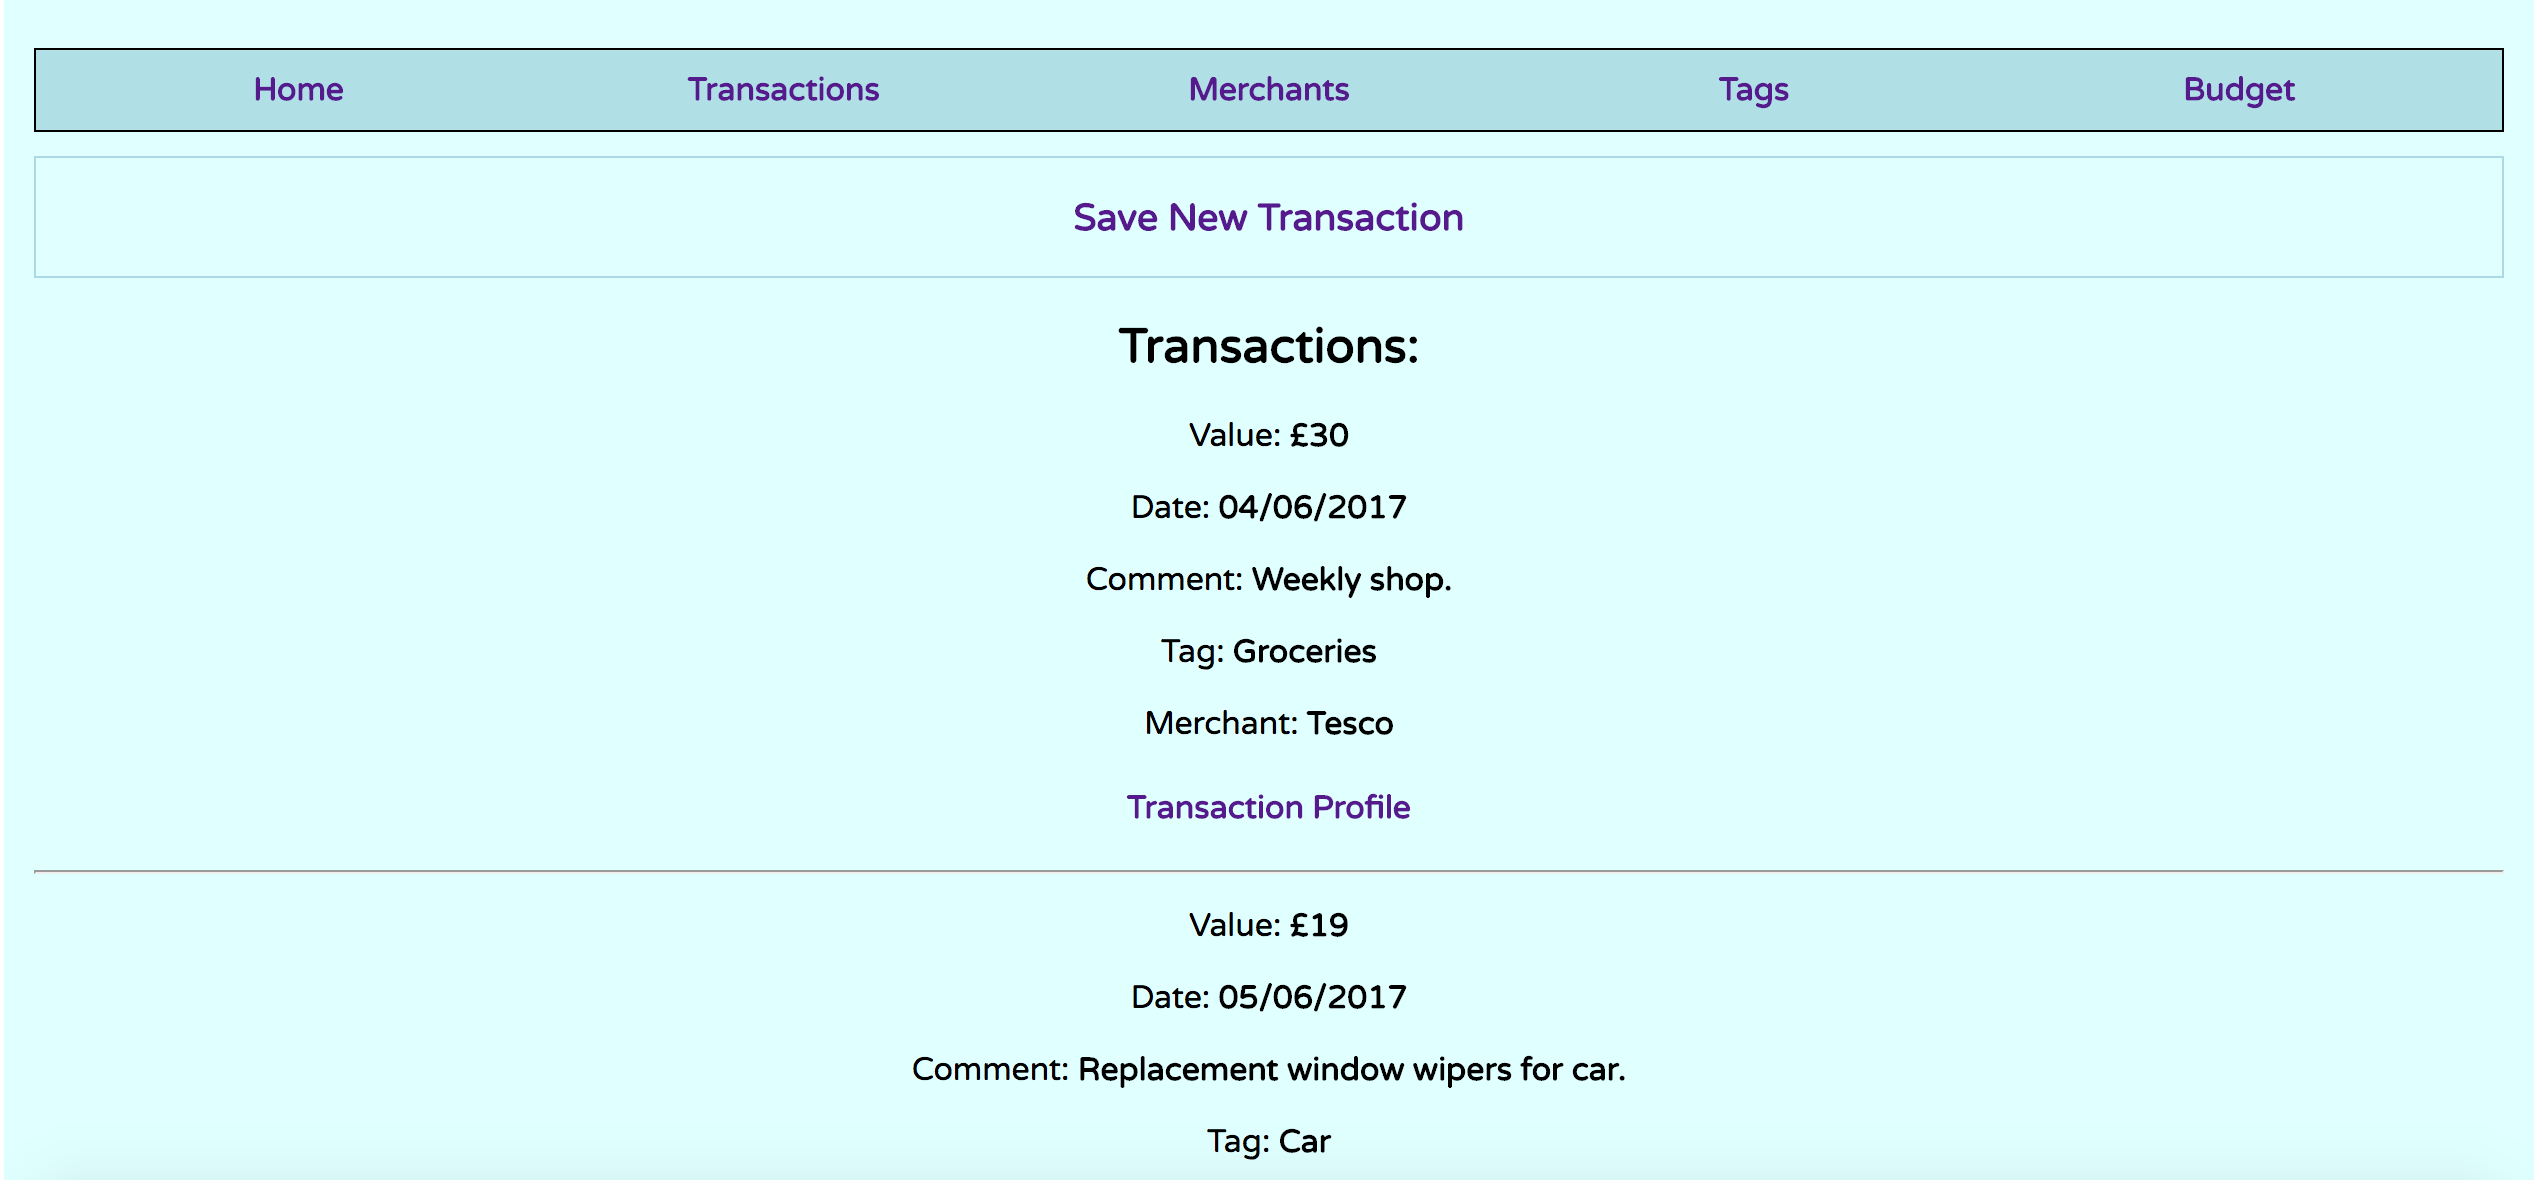 Home Transactions Merchants Tags Budget
Save New Transaction
Transactions:
Value: £30
Date: 04/06/2017
Comment: Weekly shop.
Tag: Groceries
Merchant: Tesco
Transaction Profile
Value: £19
Date: 05/06/2017
Comment: Replacement window wipers for car.
Tag: Car